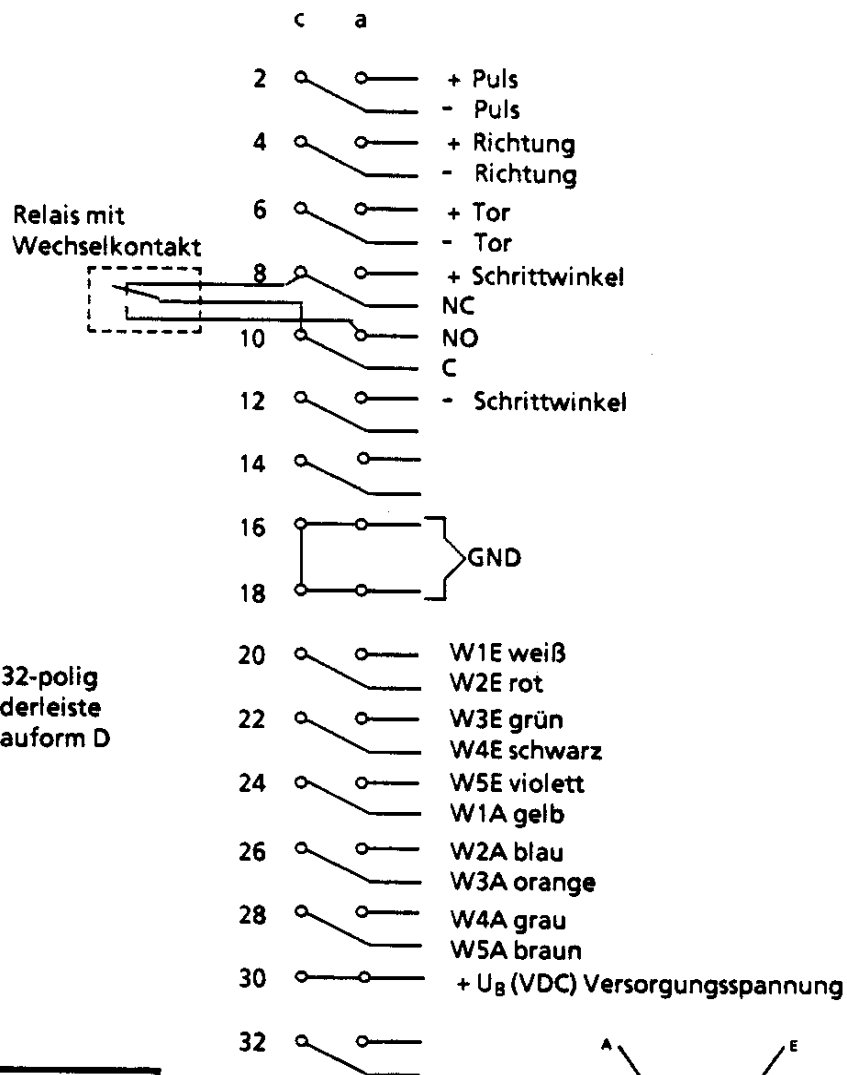 c a
2 + Puls
- Puls
4 + Richtung
- Richtung
Relais mit
Wechselkontakt
6 + Tor
- Tor
8 + Schrittwinkel
NC
10 NO
C
12 - Schrittwinkel
14
16
GND
18
32-polig
derleiste
auform D
20 W1E weiß
W2E rot
22 W3E grün
W4E schwarz
24 W5E violett
W1A gelb
26 W2A blau
W3A orange
28 W4A grau
W5A braun
30 + UB (VDC) Versorgungsspannung
32
A E